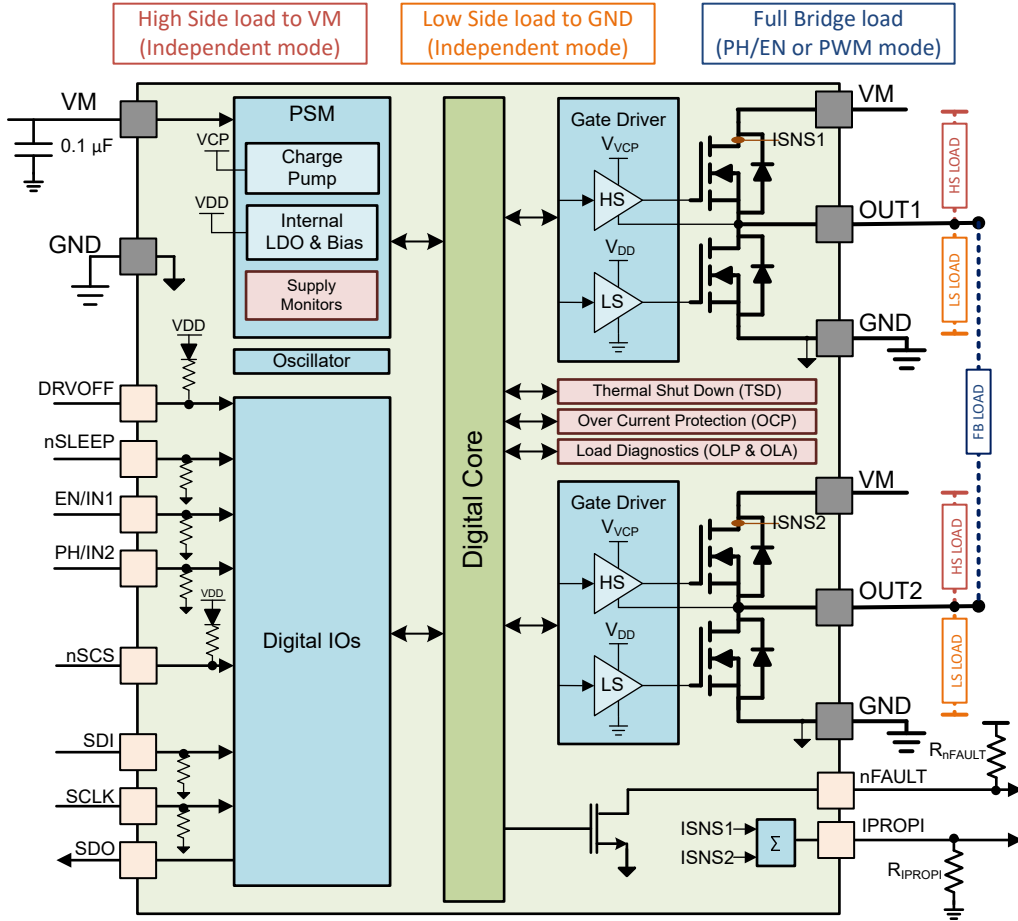 High Side load to VM
(Independent mode)
Low Side load to GND
(Independent mode)
Full Bridge load
(PH/EN or PWM mode)
VM
0.1 µF
GND
PSM
VCP
Charge
Pump
VDD
Internal
LDO & Bias
Supply
Monitors
Oscillator
VDD
DRVOFF
nSLEEP
EN/IN1
PH/IN2
VDD
nSCS
SDI
SCLK
SDO
Digital IOs
Digital Core
Gate Driver
VVCP
HS
VDD
LS
ISNS1
VM
OUT1
GND
HS LOAD
LS LOAD
FB LOAD
Thermal Shut Down (TSD)
Over Current Protection (OCP)
Load Diagnostics (OLP & OLA)
Gate Driver
VVCP
HS
VDD
LS
ISNS2
VM
OUT2
GND
HS LOAD
LS LOAD
RnFAULT
nFAULT
ISNS1
ISNS2
Σ
IPROPI
RIPROPI